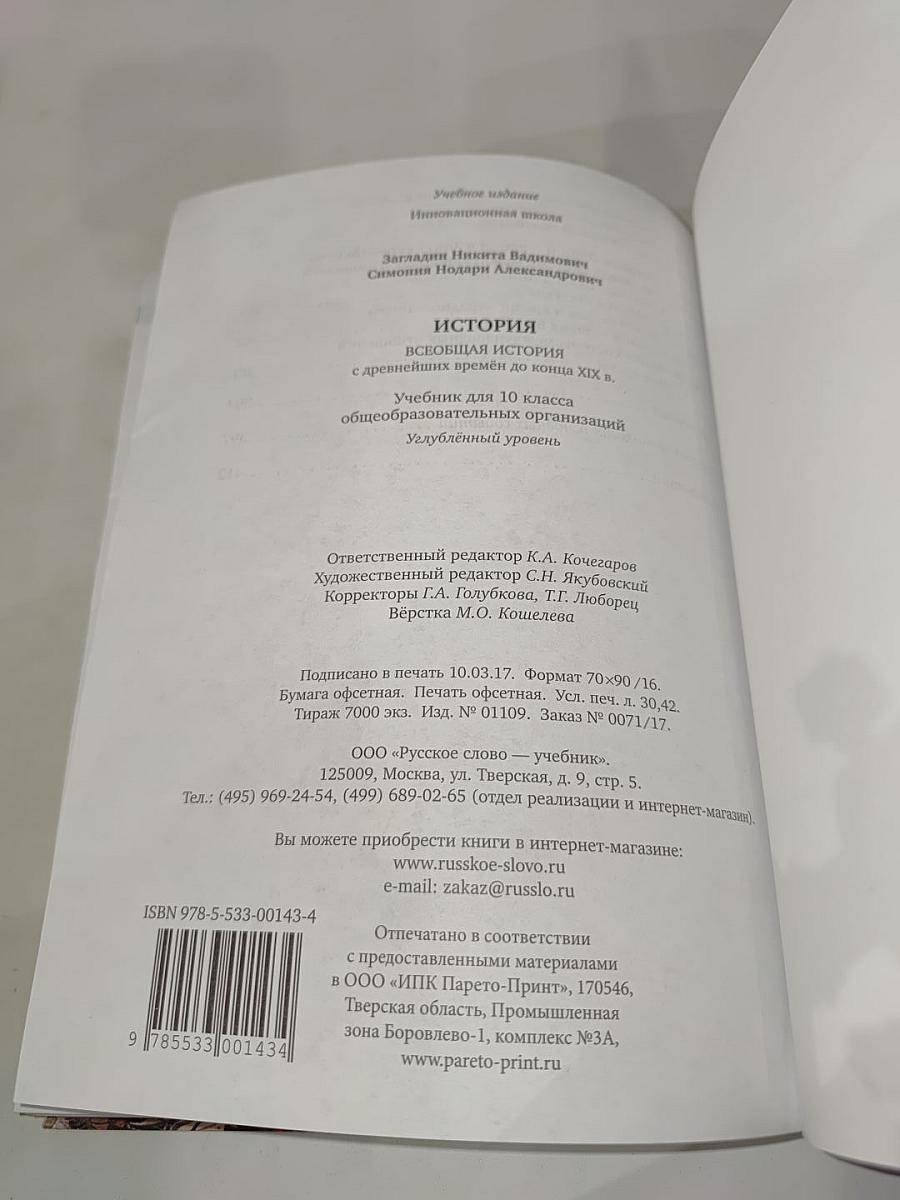 Учебное издание
Инновационная школа
Загладин Никита Вадимович
Симония Нодари Александрович
ИСТОРИЯ
ВСЕОБЩАЯ ИСТОРИЯ
с древнейших времён до конца XIX в.
Учебник для 10 класса
общеобразовательных организаций
Углублённый уровень
Ответственный редактор К.А. Кочегаров
Художественный редактор С.Н. Якубовский
Корректоры Г.А. Голубкова, Т.Г. Люборец
Вёрстка М.О. Кошелева
Подписано в печать 10.03.17. Формат 70×90/16.
Бумага офсетная. Печать офсетная. Усл. печ. л. 30,42.
Тираж 7000 экз. Изд. № 01109. Заказ № 0071/17.
ООО «Русское слово — учебник».
125009, Москва, ул. Тверская, д. 9, стр. 5.
Тел.: (495) 969-24-54, (499) 689-02-65 (отдел реализации и интернет-магазин).
Вы можете приобрести книги в интернет-магазине:
www.russkoe-slovo.ru
e-mail: zakaz@russlo.ru
ISBN 978-5-533-00143-4
9 785533 001434
Отпечатано в соответствии
с предоставленными материалами
в ООО «ИПК Парето-Принт», 170546,
Тверская область, Промышленная
зона Боровлево-1, комплекс №3А,
www.pareto-print.ru